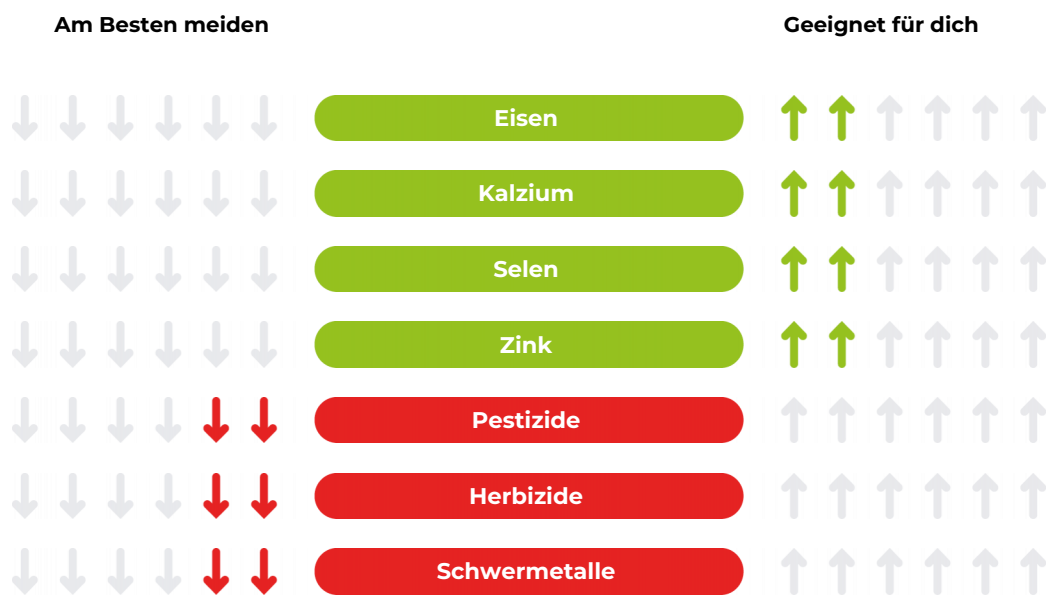 Am Besten meiden
Geeignet für dich
Eisen
Kalzium
Selen
Zink
Pestizide
Herbizide
Schwermetalle